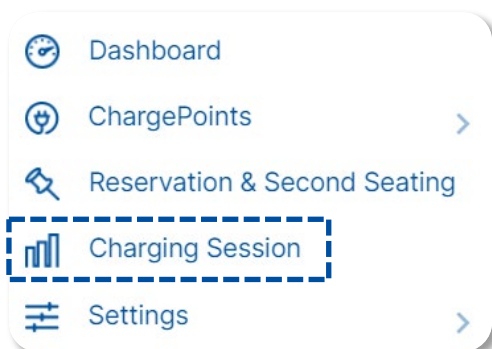 Dashboard
ChargePoints
Reservation & Second Seating
Charging Session
Settings